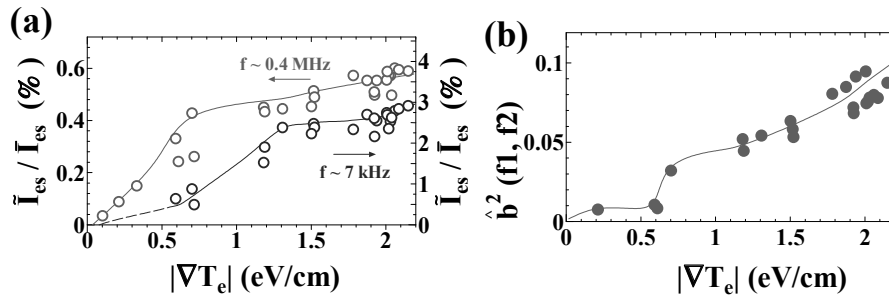 (a)
Ĩes / Īes (%)
0.6
0.4
0.2
0
f ~ 0.4 MHz
f ~ 7 kHz
4
3
2
1
0
Ĩes / Īes (%)
0
0.5
1
1.5
2
|∇Te| (eV/cm)
(b)
b̂² (f1, f2)
0.1
0.05
0
0
0.5
1
1.5
2
|∇Te| (eV/cm)